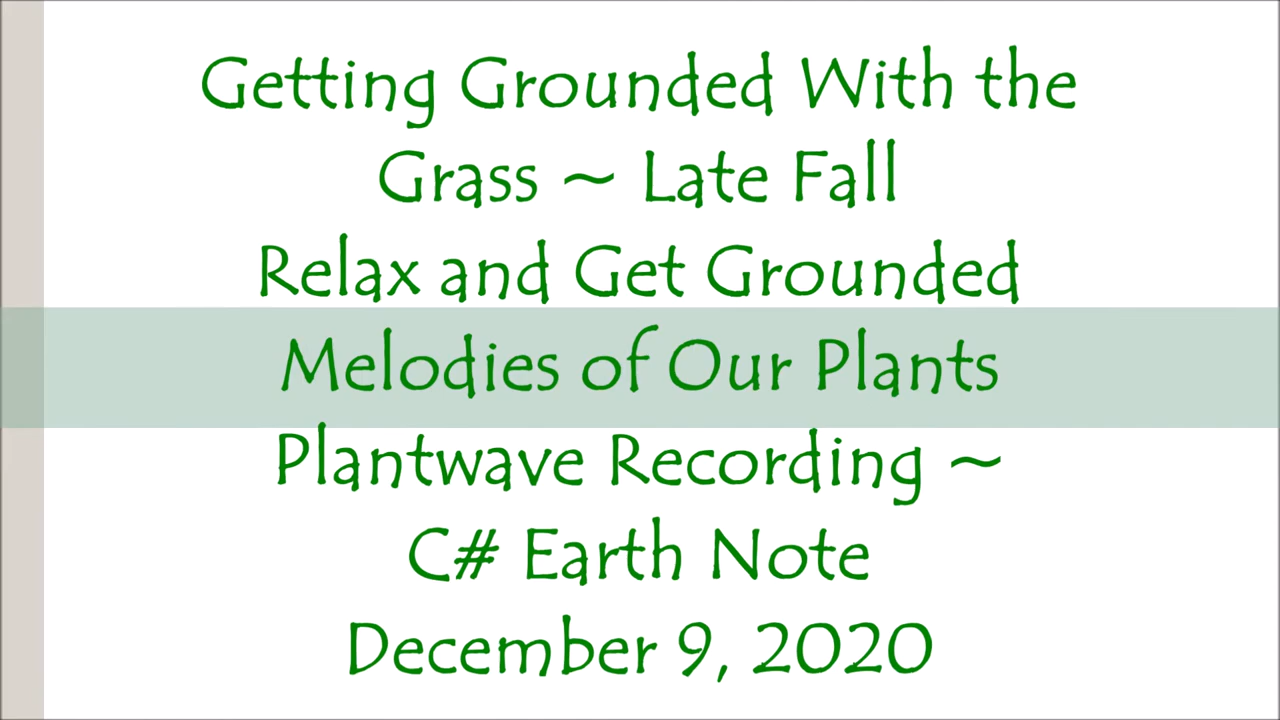 Getting Grounded With the
Grass ~ Late Fall
Relax and Get Grounded
Melodies of Our Plants
Plantwave Recording ~
C# Earth Note
December 9, 2020